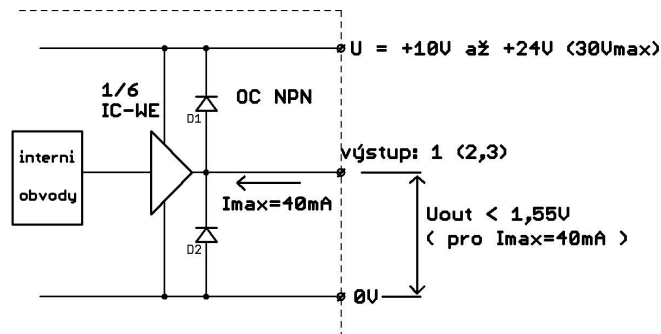 U = +10V až +24V (30Vmax)
1/6
IC-WE
OC NPN
D1
interni
obvody
výstup: 1 (2,3)
Imax=40mA
Uout < 1,55V
( pro Imax=40mA )
D2
0V